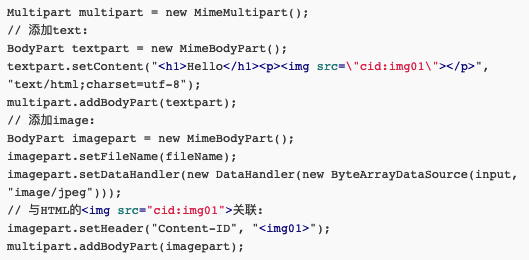 Multipart multipart = new MimeMultipart();
// 添加text:
BodyPart textpart = new MimeBodyPart();
textpart.setContent("<h1>Hello</h1><p><img src=\"cid:img01\"></p>",
"text/html;charset=utf-8");
multipart.addBodyPart(textpart);
// 添加image:
BodyPart imagepart = new MimeBodyPart();
imagepart.setFileName(fileName);
imagepart.setDataHandler(new DataHandler(new ByteArrayDataSource(input,
"image/jpeg")));
// 与HTML的<img src="cid:img01">关联:
imagepart.setHeader("Content-ID", "<img01>");
multipart.addBodyPart(imagepart);